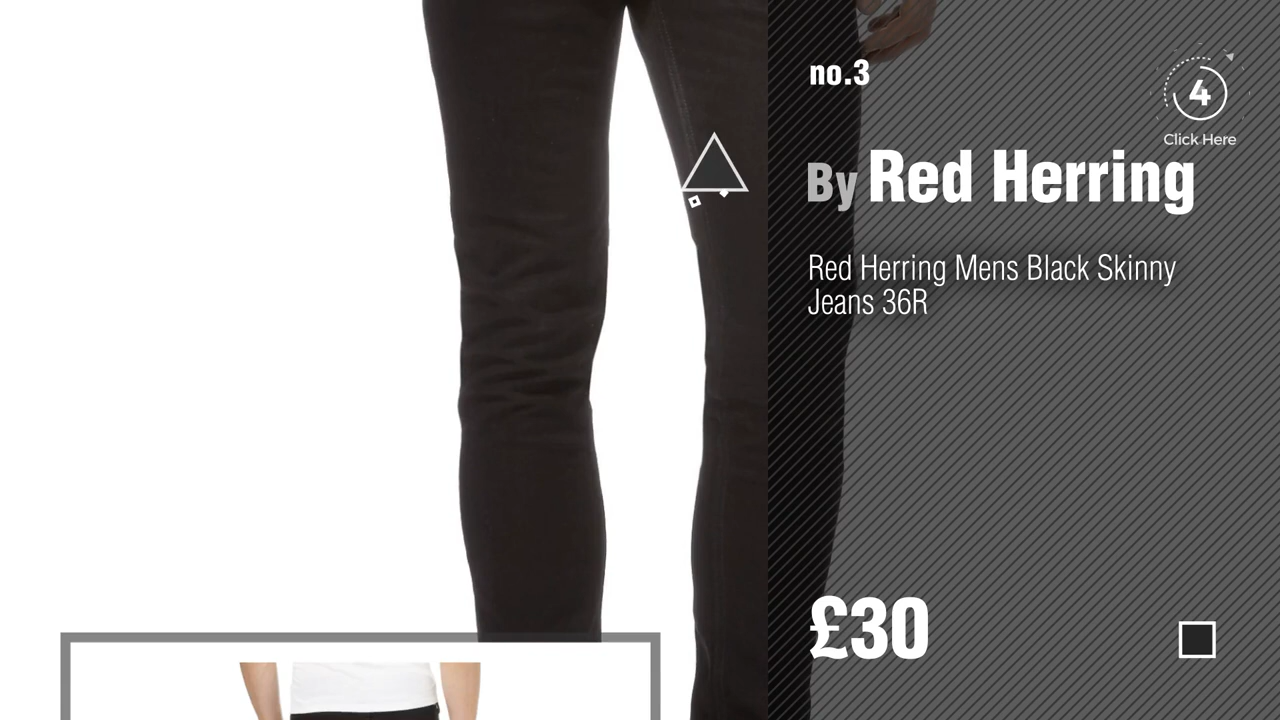 no.3
4
Click Here
By Red Herring
Red Herring Mens Black Skinny
Jeans 36R
£30